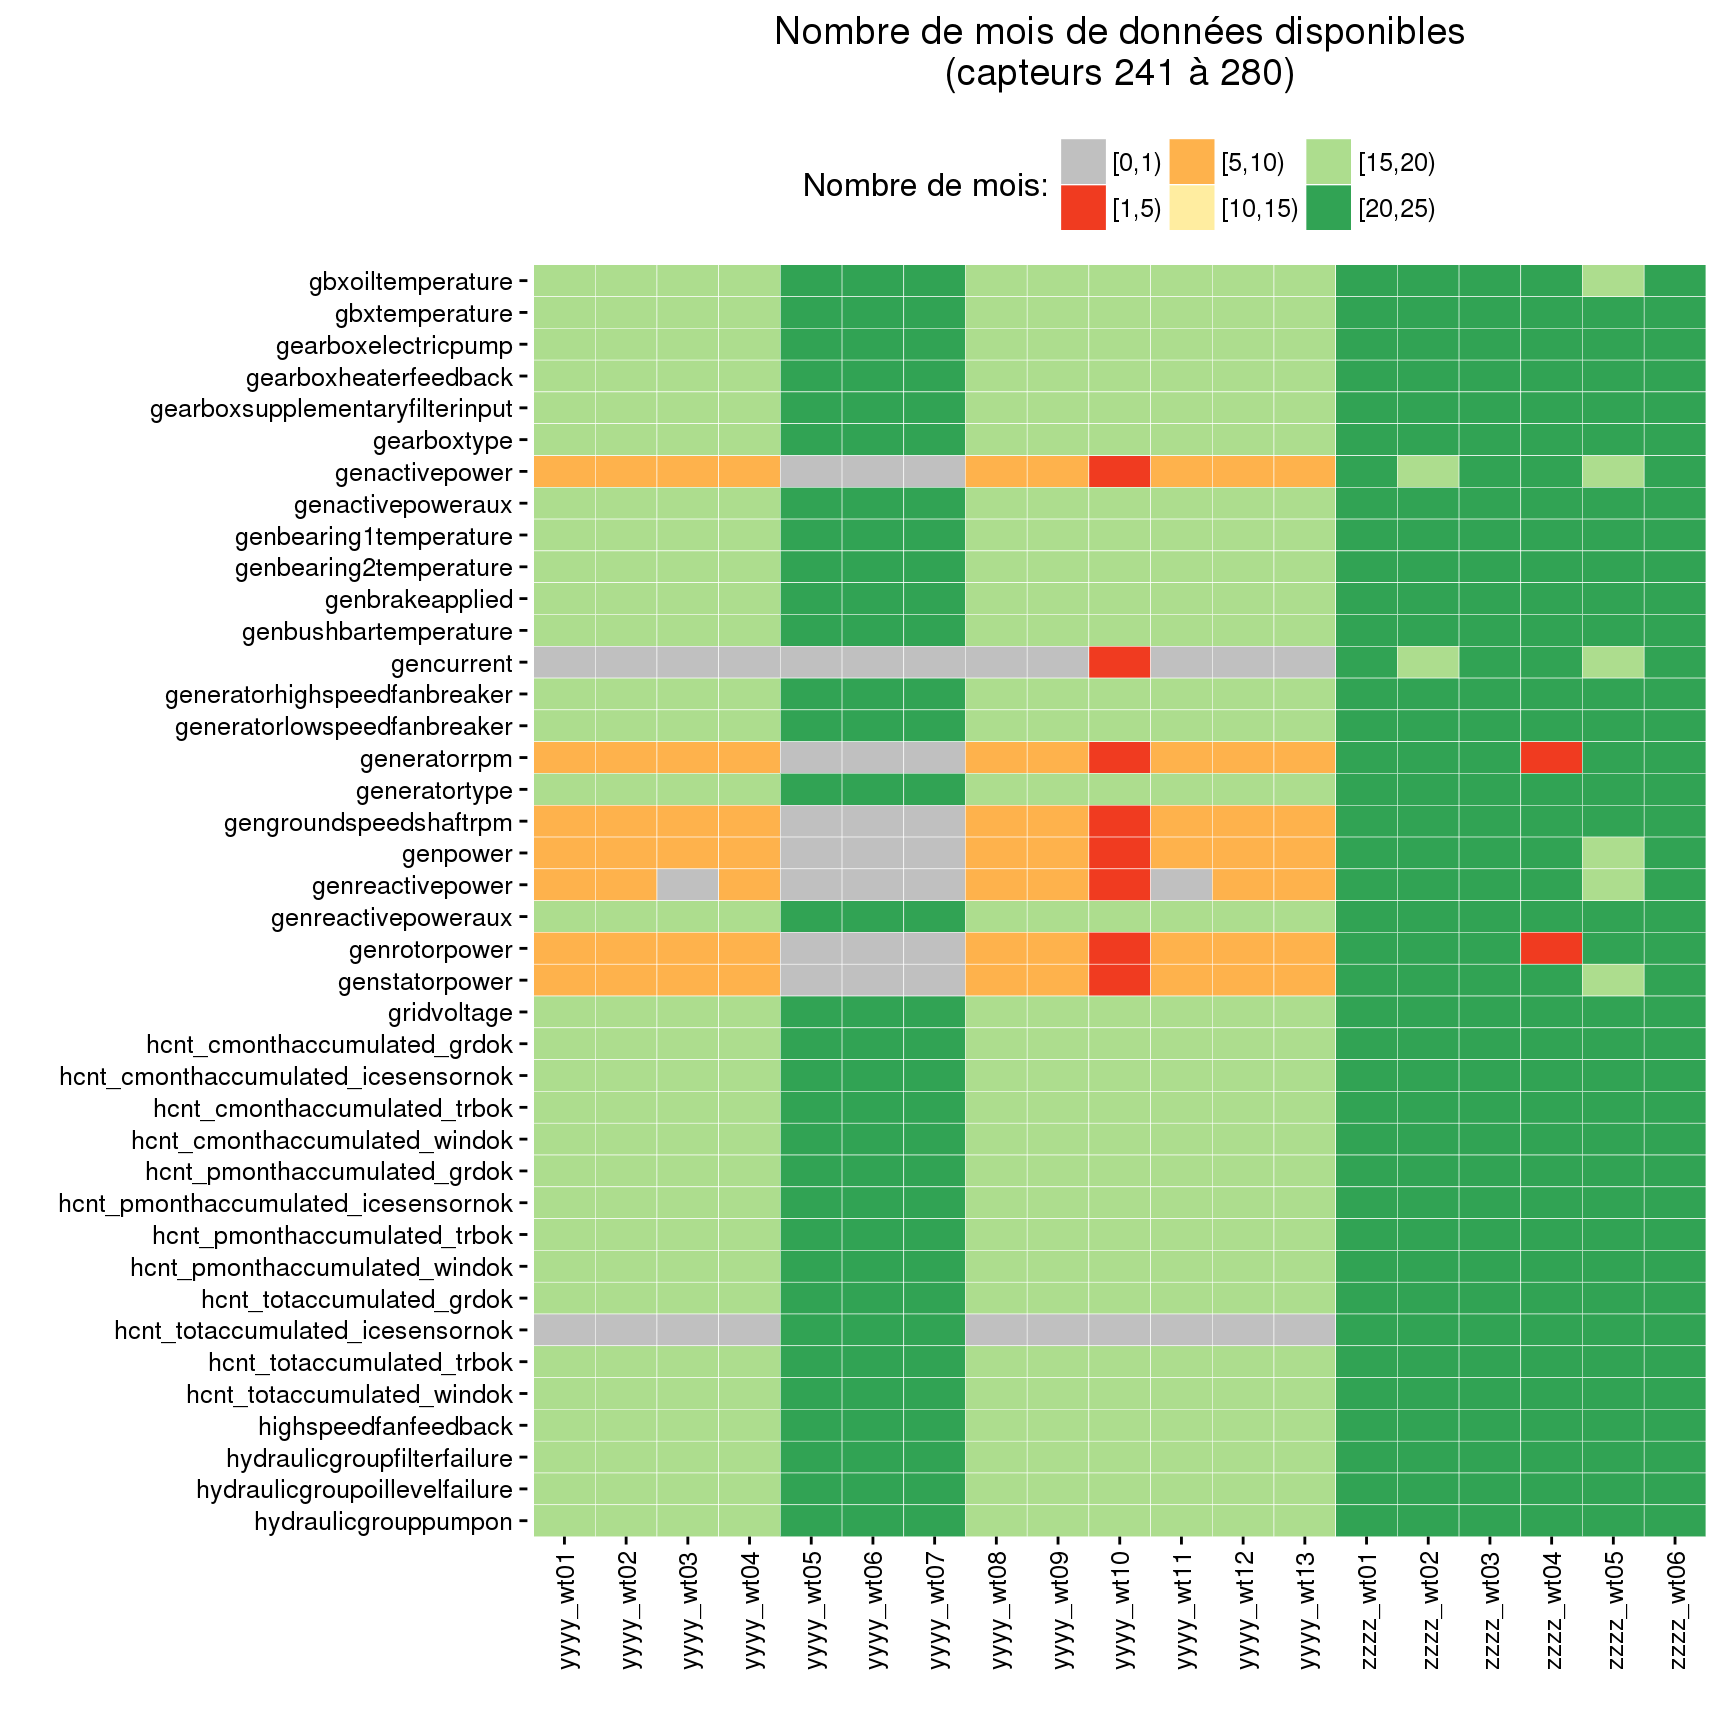 Nombre de mois de données disponibles
(capteurs 241 à 280)
Nombre de mois:
[0,1)
[5,10)
[15,20)
[1,5)
[10,15)
[20,25)
gbxoiltemperature
gbxtemperature
gearboxelectricpump
gearboxheaterfeedback
gearboxsupplementaryfilterinput
gearboxtype
genactivepower
genactivepoweraux
genbearing1temperature
genbearing2temperature
genbrakeapplied
genbushbartemperature
gencurrent
generatorhighspeedfanbreaker
generatorlowspeedfanbreaker
generatorrpm
generatortype
gengroundspeedshaftrpm
genpower
genreactivepower
genreactivepoweraux
genrotorpower
genstatorpower
gridvoltage
hcnt_cmonthaccumulated_grdok
hcnt_cmonthaccumulated_icesensornok
hcnt_cmonthaccumulated_trbok
hcnt_cmonthaccumulated_windok
hcnt_pmonthaccumulated_grdok
hcnt_pmonthaccumulated_icesensornok
hcnt_pmonthaccumulated_trbok
hcnt_pmonthaccumulated_windok
hcnt_totaccumulated_grdok
hcnt_totaccumulated_icesensornok
hcnt_totaccumulated_trbok
hcnt_totaccumulated_windok
highspeedfanfeedback
hydraulicgroupfilterfailure
hydraulicgroupoillevelfailure
hydraulicgrouppumpon
yyyy_wt01
yyyy_wt02
yyyy_wt03
yyyy_wt04
yyyy_wt05
yyyy_wt06
yyyy_wt07
yyyy_wt08
yyyy_wt09
yyyy_wt10
yyyy_wt11
yyyy_wt12
yyyy_wt13
zzzz_wt01
zzzz_wt02
zzzz_wt03
zzzz_wt04
zzzz_wt05
zzzz_wt06